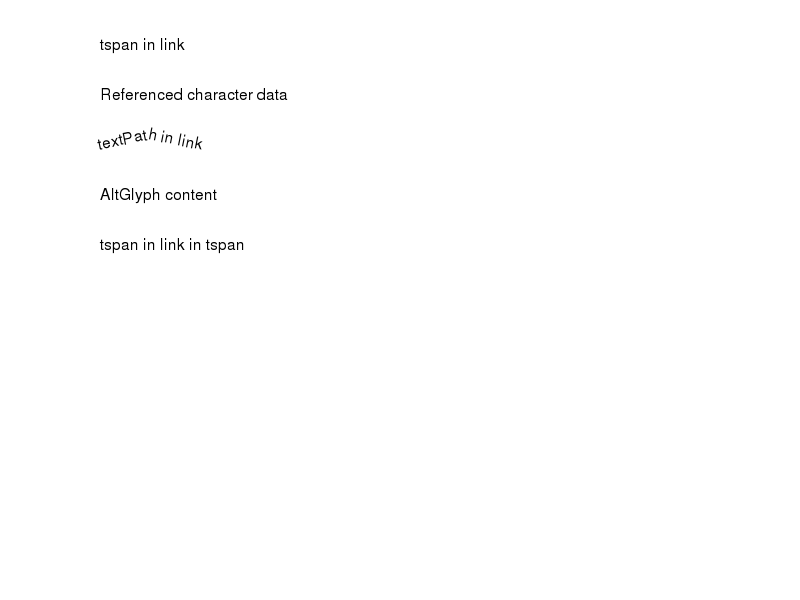 tspan in link
Referenced character data
textPath in link
AltGlyph content
tspan in link in tspan